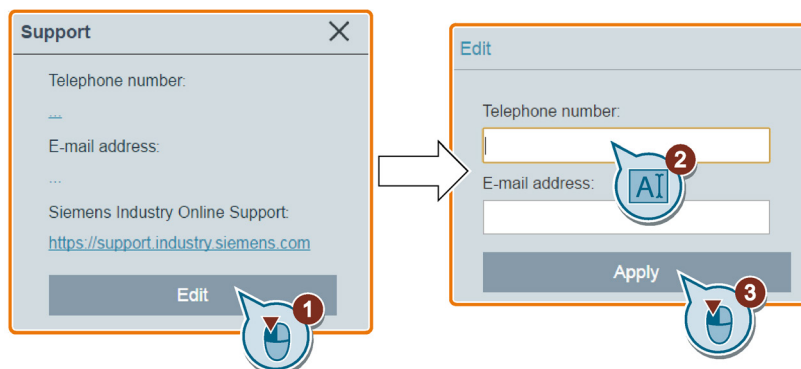 Support
Telephone number:
...
E-mail address:
...
Siemens Industry Online Support:
https://support.industry.siemens.com
Edit
1
Edit
Telephone number:
2
AI
E-mail address:
Apply
3